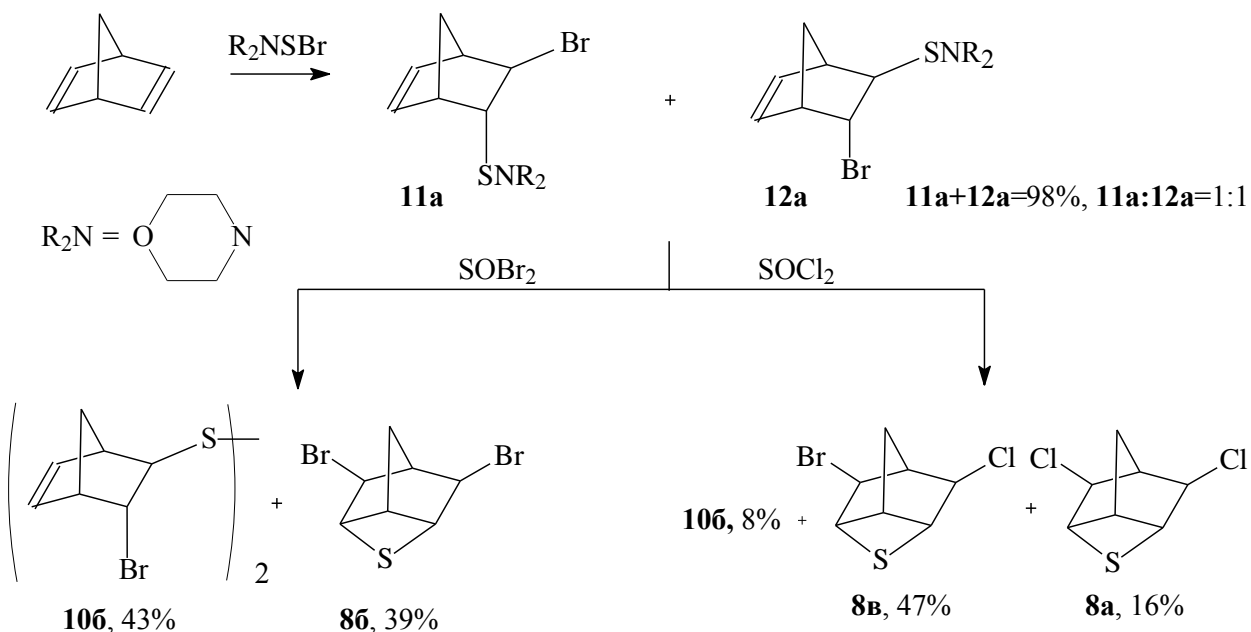 R₂NSBr
Br
SNR₂
11a
+
SNR₂
Br
12a
11a+12a=98%, 11a:12a=1:1
R₂N = O N
SOBr₂
SOCl₂
S
Br
2
10б, 43%
+
Br
Br
S
8б, 39%
10б, 8%
+
Br
Cl
S
8в, 47%
+
Cl
Cl
S
8a, 16%